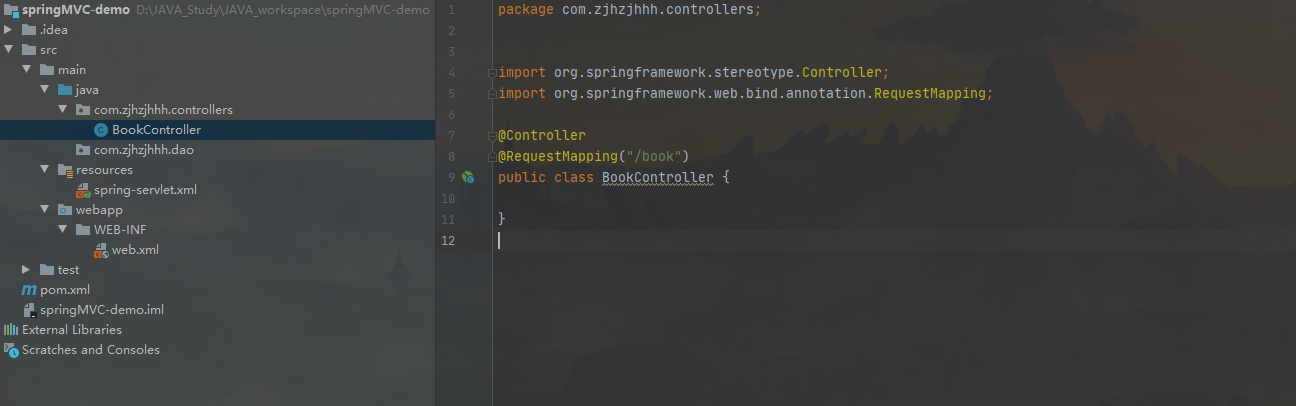 springMVC-demo D:\JAVA_Study\JAVA_workspace\springMVC-demo
.idea
src
main
java
com.zjhzjhhh.controllers
BookController
com.zjhzjhhh.dao
resources
spring-servlet.xml
webapp
WEB-INF
web.xml
test
pom.xml
springMVC-demo.iml
External Libraries
Scratches and Consoles
1 package com.zjhzjhhh.controllers;
2
3
4 import org.springframework.stereotype.Controller;
5 import org.springframework.web.bind.annotation.RequestMapping;
6
7 @Controller
8 @RequestMapping("/book")
9 public class BookController {
10
11 }
12